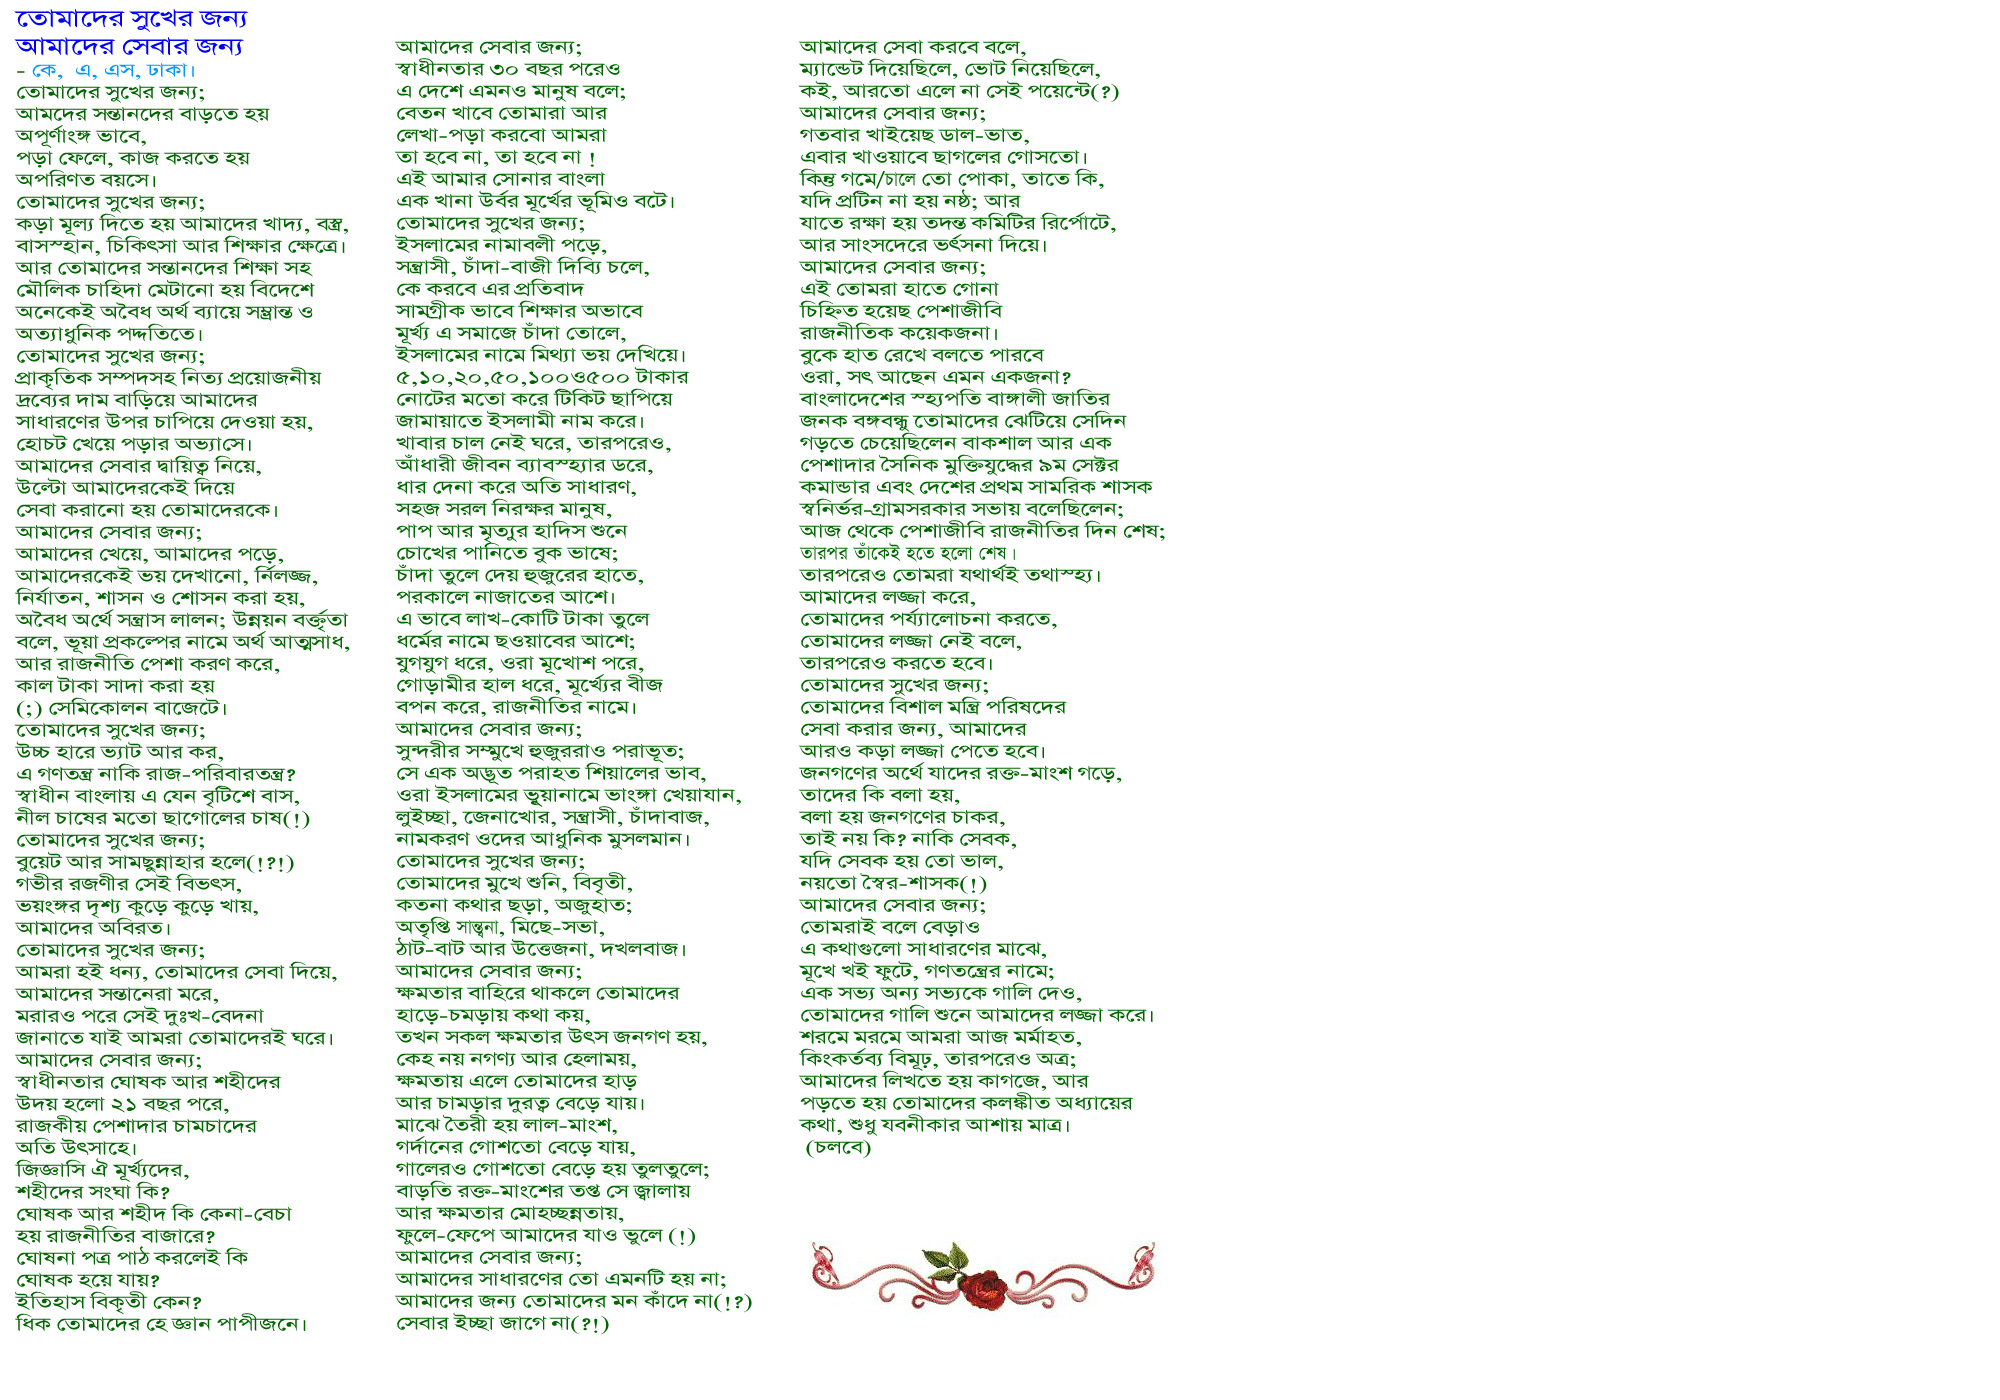 তোমাদের সুখের জন্য
আমাদের সেবার জন্য
- কে,  এ, এস, ঢাকা।
তোমাদের সুখের জন্য;
আমদের সন্তানদের বাড়তে হয়
অপূর্ণাংঙ্গ ভাবে,
পড়া ফেলে, কাজ করতে হয়
অপরিণত বয়সে।
তোমাদের সুখের জন্য;
কড়া মূল্য দিতে হয় আমাদের খাদ্য, বস্ত্র,
বাসস্হান, চিকিৎসা আর শিক্ষার ক্ষেত্রে।
আর তোমাদের সন্তানদের শিক্ষা সহ
মৌলিক চাহিদা মেটানো হয় বিদেশে
অনেকেই অবৈধ অর্থ ব্যায়ে সম্ভ্রান্ত ও
অত্যাধুনিক পদ্দতিতে।
তোমাদের সুখের জন্য;
প্রাকৃতিক সম্পদসহ নিত্য প্রয়োজনীয়
দ্রব্যের দাম বাড়িয়ে আমাদের
সাধারণের উপর চাপিয়ে দেওয়া হয়,
হোচট খেয়ে পড়ার অভ্যাসে।
আমাদের সেবার দ্বায়িত্ব নিয়ে,
উল্টো আমাদেরকেই দিয়ে
সেবা করানো হয় তোমাদেরকে।
আমাদের সেবার জন্য;
আমাদের খেয়ে, আমাদের পড়ে,
আমাদেরকেই ভয় দেখানো, র্নিলজ্জ,
নির্যাতন, শাসন ও শোসন করা হয়,
অবৈধ অর্থে সন্ত্রাস লালন; উন্নয়ন বর্ক্তৃতা
বলে, ভূয়া প্রকল্পের নামে অর্থ আত্মসাধ,
আর রাজনীতি পেশা করণ করে,
কাল টাকা সাদা করা হয়
(;) সেমিকোলন বাজেটে।
তোমাদের সুখের জন্য;
উচ্চ হারে ভ্যাট আর কর,
এ গণতন্ত্র নাকি রাজ-পরিবারতন্ত্র?
স্বাধীন বাংলায় এ যেন বৃটিশে বাস,
নীল চাষের মতো ছাগোলের চাষ(!)
তোমাদের সুখের জন্য;
বুয়েট আর সামছুন্নাহার হলে(!?!)
গভীর রজণীর সেই বিভৎস,
ভয়ংঙ্গর দৃশ্য কুড়ে কুড়ে খায়,
আমাদের অবিরত।
তোমাদের সুখের জন্য;
আমরা হই ধন্য, তোমাদের সেবা দিয়ে,
আমাদের সন্তানেরা মরে,
মরারও পরে সেই দুঃখ-বেদনা
জানাতে যাই আমরা তোমাদেরই ঘরে।
আমাদের সেবার জন্য;
স্বাধীনতার ঘোষক আর শহীদের
উদয় হলো ২১ বছর পরে,
রাজকীয় পেশাদার চামচাদের
অতি উৎসাহে।
জিজ্ঞাসি ঐ মূর্খ্যদের,
শহীদের সংঘা কি?
ঘোষক আর শহীদ কি কেনা-বেচা
হয় রাজনীতির বাজারে?
ঘোষনা পত্র পাঠ করলেই কি
ঘোষক হয়ে যায়?
ইতিহাস বিকৃতী কেন?
ধিক তোমাদের হে জ্ঞান পাপীজনে।
আমাদের সেবার জন্য;
স্বাধীনতার ৩০ বছর পরেও
এ দেশে এমনও মানুষ বলে;
বেতন খাবে তোমারা আর
লেখা-পড়া করবো আমরা
তা হবে না, তা হবে না !
এই আমার সোনার বাংলা
এক খানা উর্বর মূর্খের ভূমিও বটে।
তোমাদের সুখের জন্য;
ইসলামের নামাবলী পড়ে,
সন্ত্রাসী, চাঁদা-বাজী দিব্যি চলে,
কে করবে এর প্রতিবাদ
সামগ্রীক ভাবে শিক্ষার অভাবে
মূর্খ্য এ সমাজে চাঁদা তোলে,
ইসলামের নামে মিথ্যা ভয় দেখিয়ে।
৫,১০,২০,৫০,১০০ও৫০০ টাকার
নোটের মতো করে টিকিট ছাপিয়ে
জামায়াতে ইসলামী নাম করে।
খাবার চাল নেই ঘরে, তারপরেও,
আঁধারী জীবন ব্যাবস্হ্যার ডরে,
ধার দেনা করে অতি সাধারণ,
সহজ সরল নিরক্ষর মানুষ,
পাপ আর মৃত্যুর হাদিস শুনে
চোখের পানিতে বুক ভাষে;
চাঁদা তুলে দেয় হুজুরের হাতে,
পরকালে নাজাতের আশে।
এ ভাবে লাখ-কোটি টাকা তুলে
ধর্মের নামে ছওয়াবের আশে;
যুগযুগ ধরে, ওরা মূখোশ পরে,
গোড়ামীর হাল ধরে, মূর্খ্যের বীজ
বপন করে, রাজনীতির নামে।
আমাদের সেবার জন্য;
সুন্দরীর সম্মুখে হুজুররাও পরাভূত;
সে এক অদ্ভূত পরাহত শিয়ালের ভাব,
ওরা ইসলামের ভূয়ানামে ভাংঙ্গা খেয়াযান,
লুইচ্ছা, জেনাখোর, সন্ত্রাসী, চাঁদাবাজ,
নামকরণ ওদের আধুনিক মুসলমান।
তোমাদের সুখের জন্য;
তোমাদের মুখে শুনি, বিবৃতী,
কতনা কথার ছড়া, অজুহাত;
অতৃপ্তি সান্ত্বনা, মিছে-সভা,
ঠাট-বাট আর উত্তেজনা, দখলবাজ।
আমাদের সেবার জন্য;
ক্ষমতার বাহিরে থাকলে তোমাদের
হাড়ে-চমড়ায় কথা কয়,
তখন সকল ক্ষমতার উৎস জনগণ হয়,
কেহ নয় নগণ্য আর হেলাময়,
ক্ষমতায় এলে তোমাদের হাড়
আর চামড়ার দুরত্ব বেড়ে যায়।
মাঝে তৈরী হয় লাল-মাংশ,
গর্দানের গোশতো বেড়ে যায়,
গালেরও গোশতো বেড়ে হয় তুলতুলে;
বাড়তি রক্ত-মাংশের তপ্ত সে জ্বালায়
আর ক্ষমতার মোহচ্ছন্নতায়,
ফুলে-ফেপে আমাদের যাও ভুলে (!)
আমাদের সেবার জন্য;
আমাদের সাধারণের তো এমনটি হয় না;
আমাদের জন্য তোমাদের মন কাঁদে না(!?)
সেবার ইচ্ছা জাগে না(?!)
আমাদের সেবা করবে বলে,
ম্যান্ডেট দিয়েছিলে, ভোট নিয়েছিলে,
কই, আরতো এলে না সেই পয়েন্টে(?)
আমাদের সেবার জন্য;
গতবার খাইয়েছ ডাল-ভাত,
এবার খাওয়াবে ছাগলের গোসতো।
কিন্তু গমে/চালে তো পোকা, তাতে কি,
যদি প্রটিন না হয় নষ্ঠ; আর
যাতে রক্ষা হয় তদন্ত কমিটির রির্পোটে,
আর সাংসদেরে ভর্ৎসনা দিয়ে।
আমাদের সেবার জন্য;
এই তোমরা হাতে গোনা
চিহ্নিত হয়েছ পেশাজীবি
রাজনীতিক কয়েকজনা।
বুকে হাত রেখে বলতে পারবে
ওরা, সৎ আছেন এমন একজনা?
বাংলাদেশের স্হ্যপতি বাঙ্গালী জাতির
জনক বঙ্গবন্ধু তোমাদের ঝেটিয়ে সেদিন
গড়তে চেয়েছিলেন বাকশাল আর এক
পেশাদার সৈনিক মুক্তিযুদ্ধের ৯ম সেক্টর
কমান্ডার এবং দেশের প্রথম সামরিক শাসক
স্বনির্ভর-গ্রামসরকার সভায় বলেছিলেন;
আজ থেকে পেশাজীবি রাজনীতির দিন শেষ;
তারপর তাঁকেই হতে হলো শেষ।
তারপরেও তোমরা যথার্থই তথাস্হ্য।
আমাদের লজ্জা করে,
তোমাদের পর্য্যালোচনা করতে,
তোমাদের লজ্জা নেই বলে,
তারপরেও করতে হবে।
তোমাদের সুখের জন্য;
তোমাদের বিশাল মন্ত্রি পরিষদের
সেবা করার জন্য, আমাদের
আরও কড়া লজ্জা পেতে হবে।
জনগণের অর্থে যাদের রক্ত-মাংশ গড়ে,
তাদের কি বলা হয়,
বলা হয় জনগণের চাকর,
তাই নয় কি? নাকি সেবক,
যদি সেবক হয় তো ভাল,
নয়তো স্বৈর-শাসক(!)
আমাদের সেবার জন্য;
তোমরাই বলে বেড়াও
এ কথাগুলো সাধারণের মাঝে,
মূখে খই ফুটে, গণতন্ত্রের নামে;
এক সভ্য অন্য সভ্যকে গালি দেও,
তোমাদের গালি শুনে আমাদের লজ্জা করে।
শরমে মরমে আমরা আজ মর্মাহত,
কিংকর্তব্য বিমূঢ়, তারপরেও অত্র;
আমাদের লিখতে হয় কাগজে, আর
পড়তে হয় তোমাদের কলঙ্কীত অধ্যায়ের
কথা, শুধু যবনীকার আশায় মাত্র।
(চলবে)